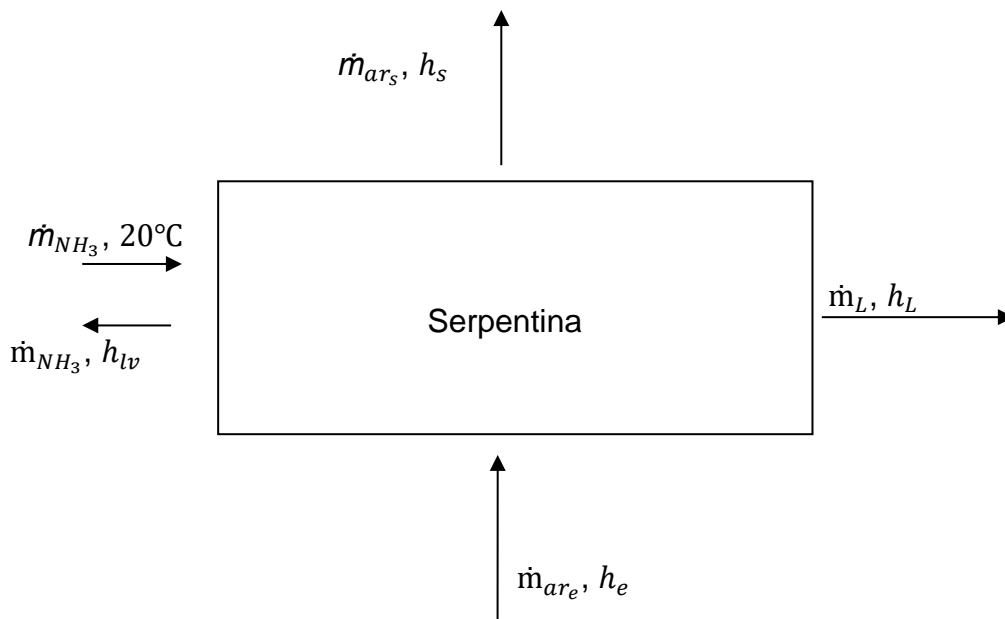 ṁ_{ar_s}, h_s
ṁ_{NH_3}, 20℃
Serpentina
ṁ_L, h_L
ṁ_{NH_3}, h_{lv}
ṁ_{ar_e}, h_e